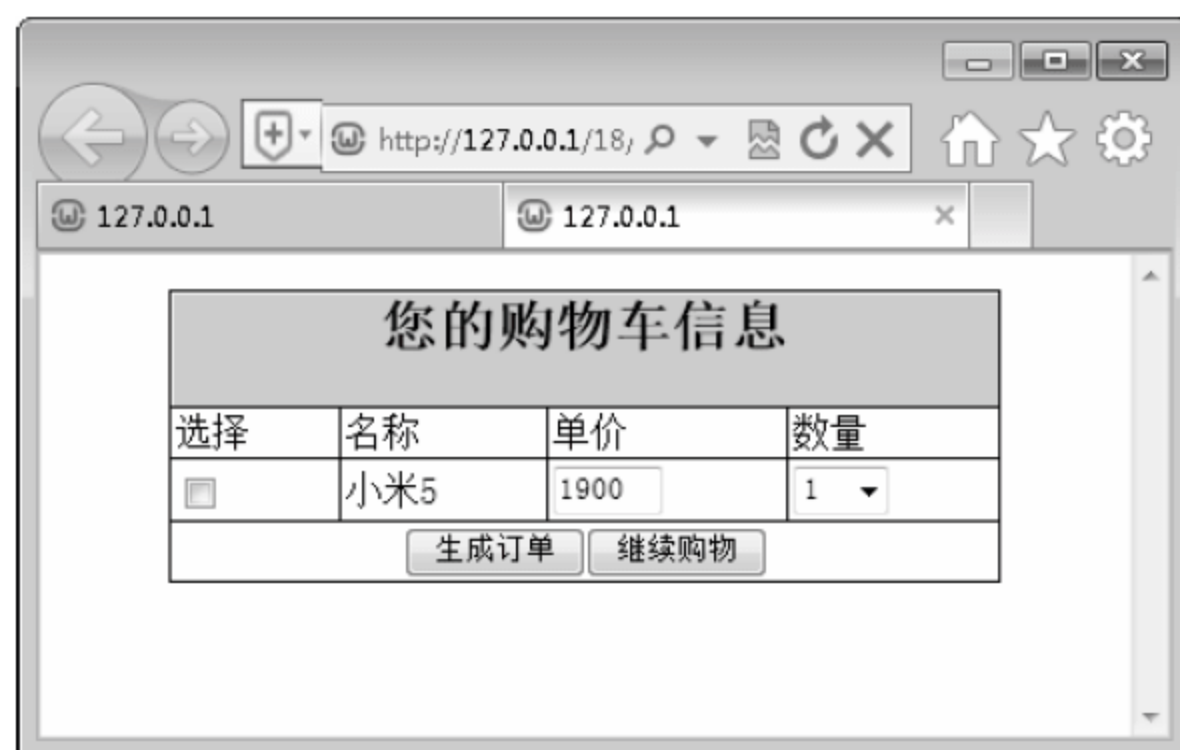 http://127.0.0.1/18/
127.0.0.1
127.0.0.1
您的购物车信息
选择 名称 单价 数量
小米5 1900 1
生成订单 继续购物